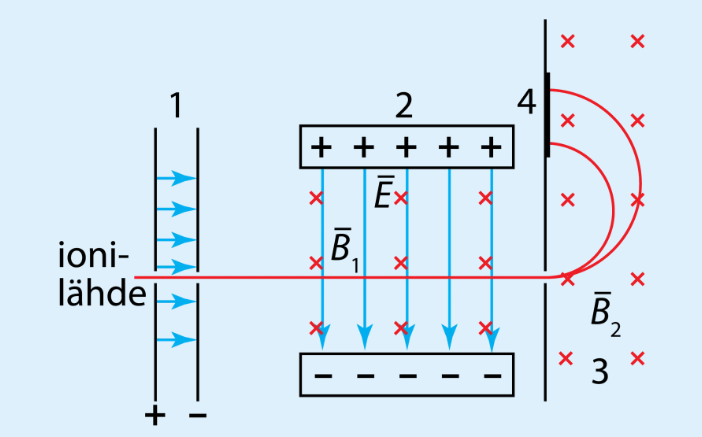 1
2
4
+ + + + +
E̅
B̅₁
ioni-
lähde
B̅₂
3
− − − − −
+ −